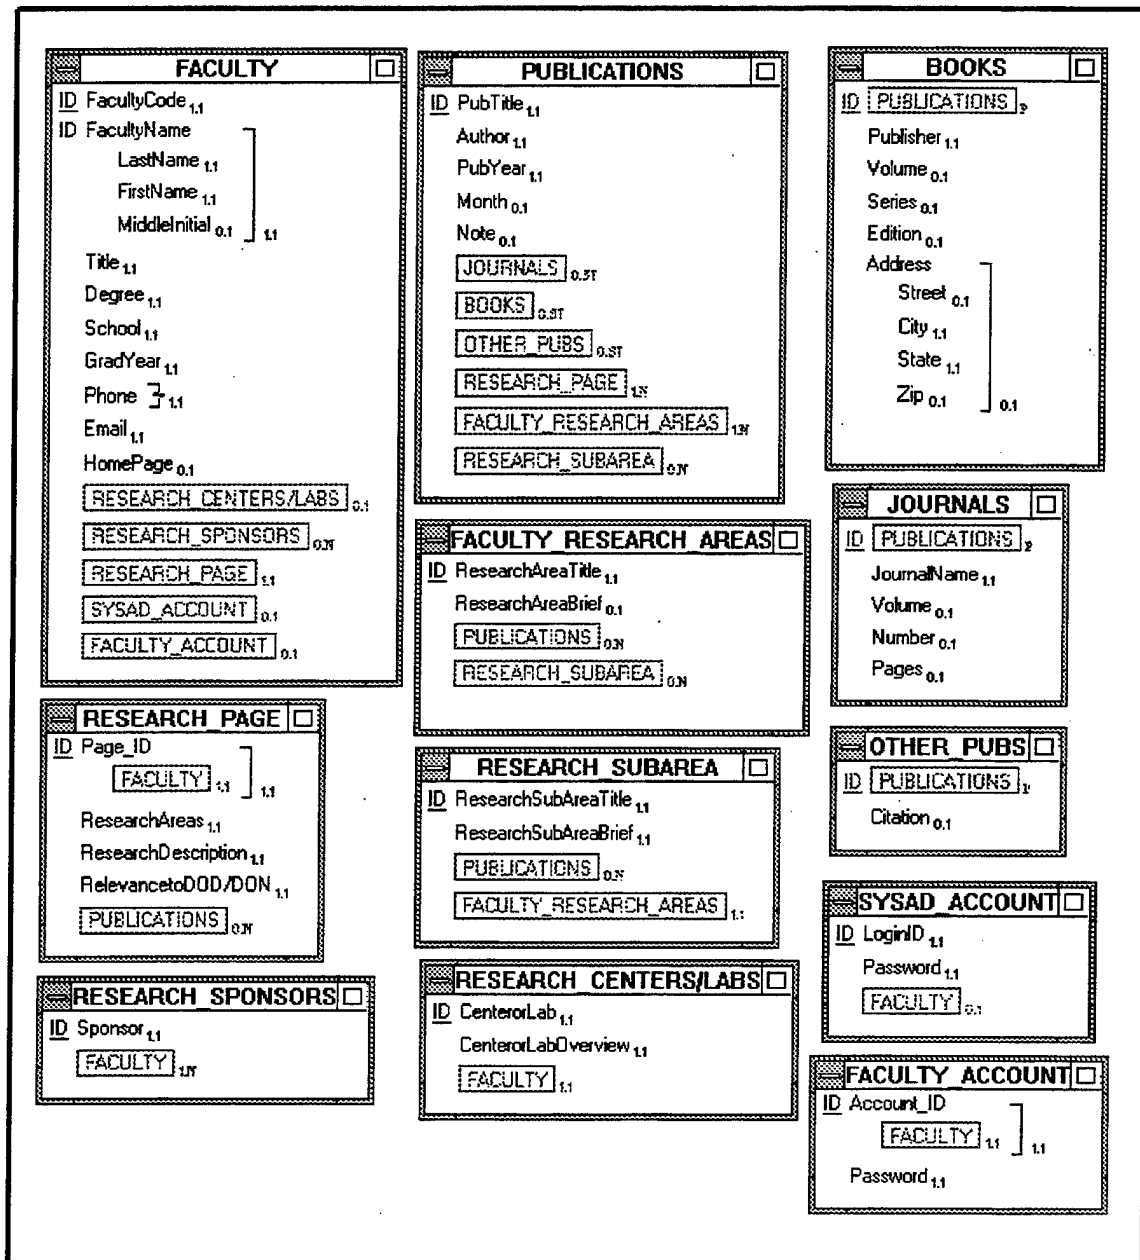 FACULTY
ID FacultyCode 1.1
ID FacultyName
LastName 1.1
FirstName 1.1
MiddleInitial 0.1 1.1
Title 1.1
Degree 1.1
School 1.1
GradYear 1.1
Phone 1.1
Email 1.1
HomePage 0.1
RESEARCH_CENTERS/LABS 0.1
RESEARCH_SPONSORS 0.N
RESEARCH_PAGE 1.1
SYSAD_ACCOUNT 0.1
FACULTY_ACCOUNT 0.1
RESEARCH_PAGE
ID Page_ID
FACULTY 1.1 1.1
ResearchAreas 1.1
ResearchDescription 1.1
RelevancetoDOD/DON 1.1
PUBLICATIONS 0.N
RESEARCH_SPONSORS
ID Sponsor 1.1
FACULTY 1.N
PUBLICATIONS
ID PubTitle 1.1
Author 1.1
PubYear 1.1
Month 0.1
Note 0.1
JOURNALS 0.ST
BOOKS 0.ST
OTHER_PUBS 0.ST
RESEARCH_PAGE 1.N
FACULTY_RESEARCH_AREAS 1.N
RESEARCH_SUBAREA 0.N
FACULTY_RESEARCH_AREAS
ID ResearchAreaTitle 1.1
ResearchAreaBrief 0.1
PUBLICATIONS 0.N
RESEARCH_SUBAREA 0.N
RESEARCH_SUBAREA
ID ResearchSubAreaTitle 1.1
ResearchSubAreaBrief 1.1
PUBLICATIONS 0.N
FACULTY_RESEARCH_AREAS 1.1
RESEARCH_CENTERS/LABS
ID CenterorLab 1.1
CenterorLabOverview 1.1
FACULTY 1.1
BOOKS
ID PUBLICATIONS
Publisher 1.1
Volume 0.1
Series 0.1
Edition 0.1
Address
Street 0.1
City 1.1
State 1.1
Zip 0.1 0.1
JOURNALS
ID PUBLICATIONS
JournalName 1.1
Volume 0.1
Number 0.1
Pages 0.1
OTHER_PUBS
ID PUBLICATIONS
Citation 0.1
SYSAD_ACCOUNT
ID LoginID 1.1
Password 1.1
FACULTY 0.1
FACULTY_ACCOUNT
ID Account_ID
FACULTY 1.1 1.1
Password 1.1